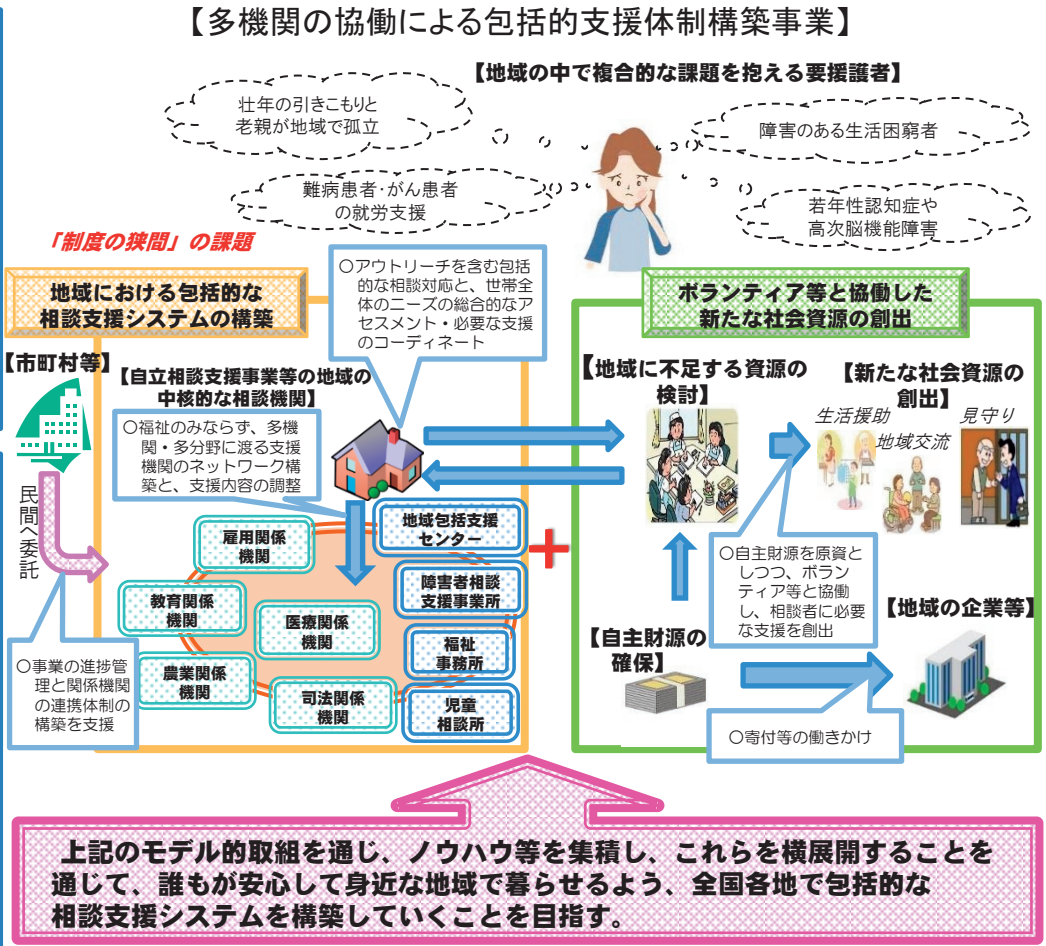 【多機関の協働による包括的支援体制構築事業】
【地域の中で複合的な課題を抱える要援護者】
壮年の引きこもりと
老親が地域で孤立
障害のある生活困窮者
難病患者・がん患者
の就労支援
若年性認知症や
高次脳機能障害
「制度の狭間」の課題
地域における包括的な
相談支援システムの構築
○アウトリーチを含む包括
的な相談対応と、世帯全
体のニーズの総合的なア
セスメント・必要な支援
のコーディネート
【市町村等】
【自立相談支援事業等の地域の
中核的な相談機関】
○福祉のみならず、多機
関・多分野に渡る支援
機関のネットワーク構
築と、支援内容の調整
民間へ委託
雇用関係
機関
地域包括支援
センター
教育関係
機関
医療関係
機関
障害者相談
支援事業所
農業関係
機関
司法関係
機関
福祉
事務所
児童
相談所
○事業の進捗管
理と関係機関
の連携体制の
構築を支援
ボランティア等と協働した
新たな社会資源の創出
【地域に不足する資源の
検討】
【新たな社会資源の
創出】
生活援助
見守り
地域交流
○自主財源を原資と
しつつ、ボラン
ティア等と協働
し、相談者に必要
な支援を創出
【自主財源の
確保】
【地域の企業等】
○寄付等の働きかけ
上記のモデル的取組を通じ、ノウハウ等を集積し、これらを横展開することを
通じて、誰もが安心して身近な地域で暮らせるよう、全国各地で包括的な
相談支援システムを構築していくことを目指す。